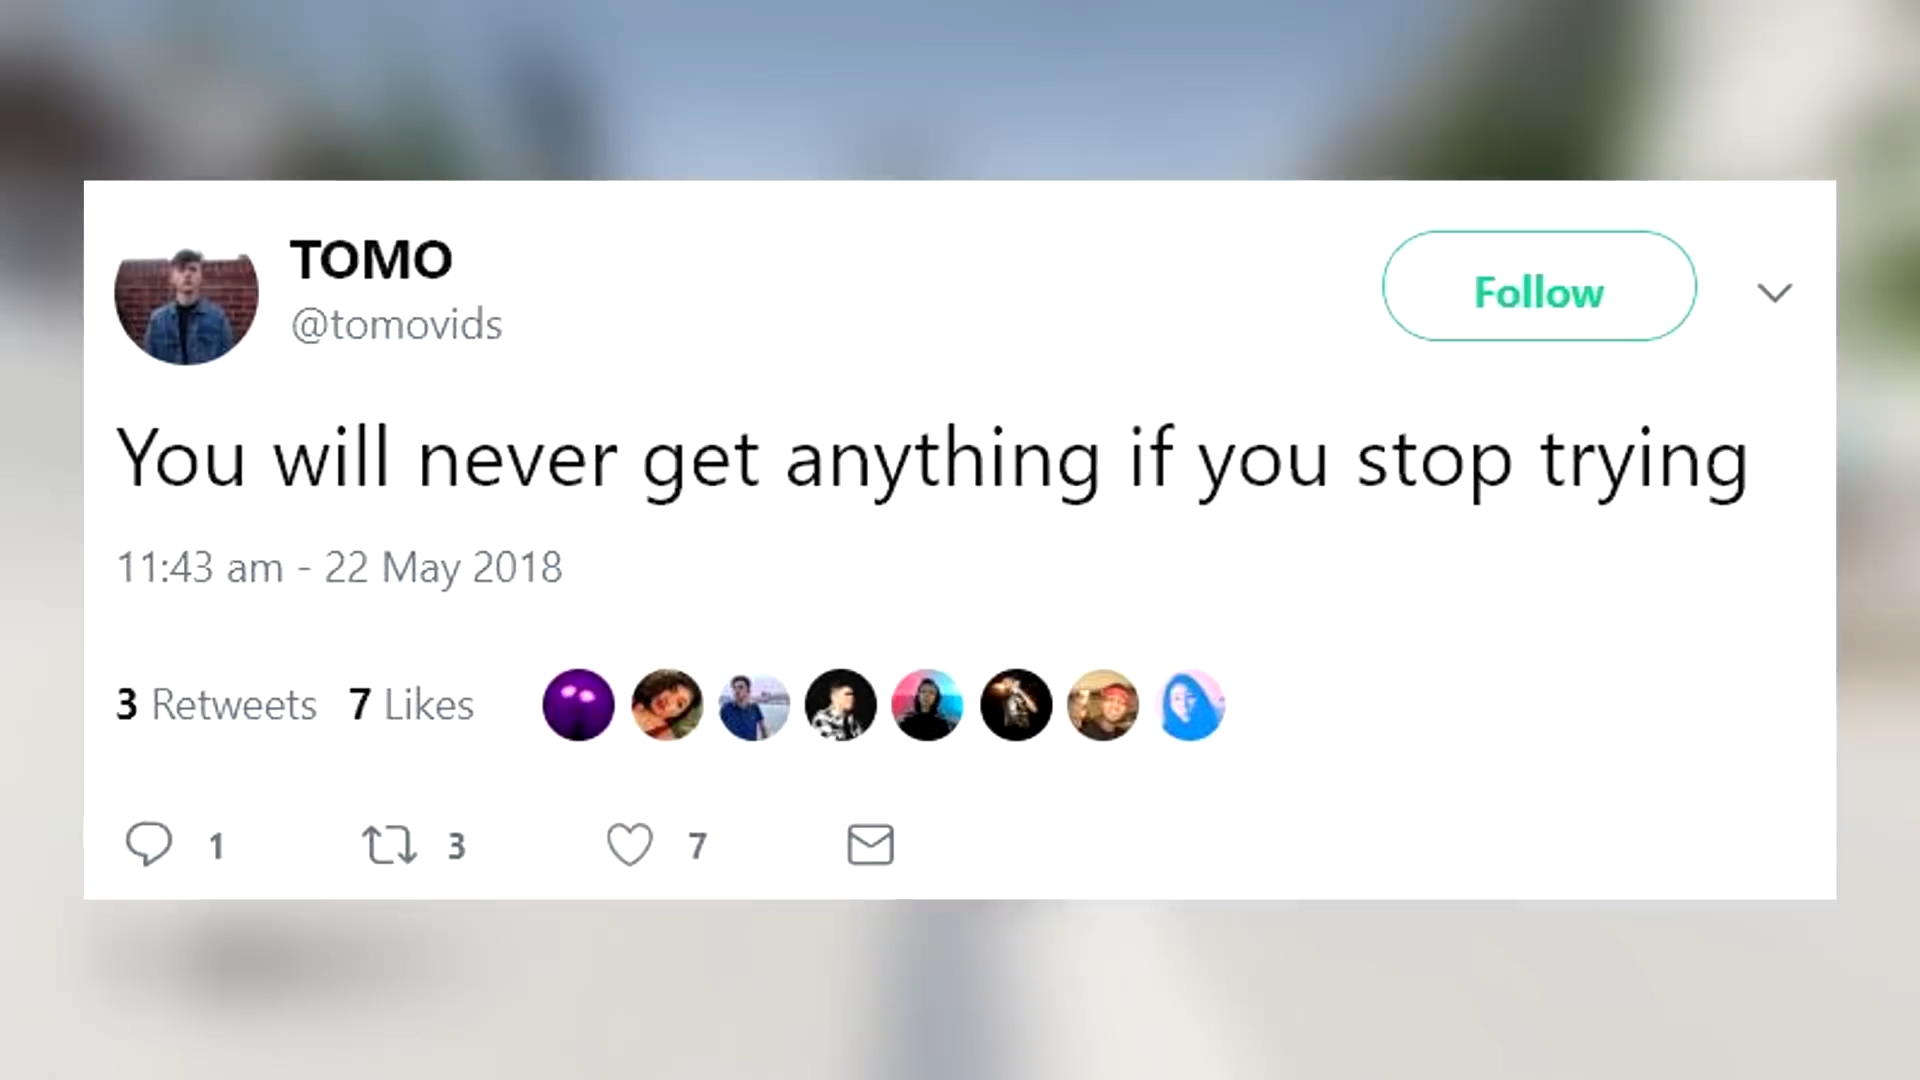 TOMO
@tomovids
Follow
You will never get anything if you stop trying
11:43 am - 22 May 2018
3 Retweets 7 Likes
1 3 7